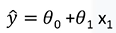 ŷ = θ₀ +θ₁ x₁